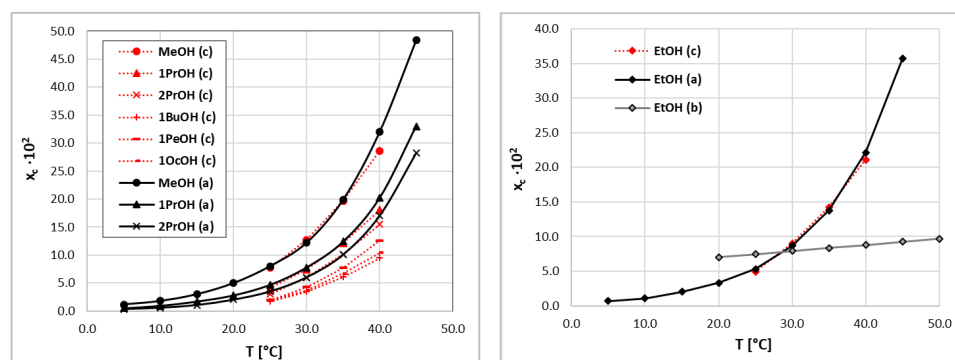 50.0
45.0
40.0
35.0
30.0
25.0
20.0
15.0
10.0
5.0
0.0
x_c ·10²
MeOH (c)
1PrOH (c)
2PrOH (c)
1BuOH (c)
1PeOH (c)
1OcOH (c)
MeOH (a)
1PrOH (a)
2PrOH (a)
0.0 10.0 20.0 30.0 40.0 50.0
T [°C]
40.0
35.0
30.0
25.0
20.0
15.0
10.0
5.0
0.0
x_c ·10²
EtOH (c)
EtOH (a)
EtOH (b)
0.0 10.0 20.0 30.0 40.0 50.0
T [°C]